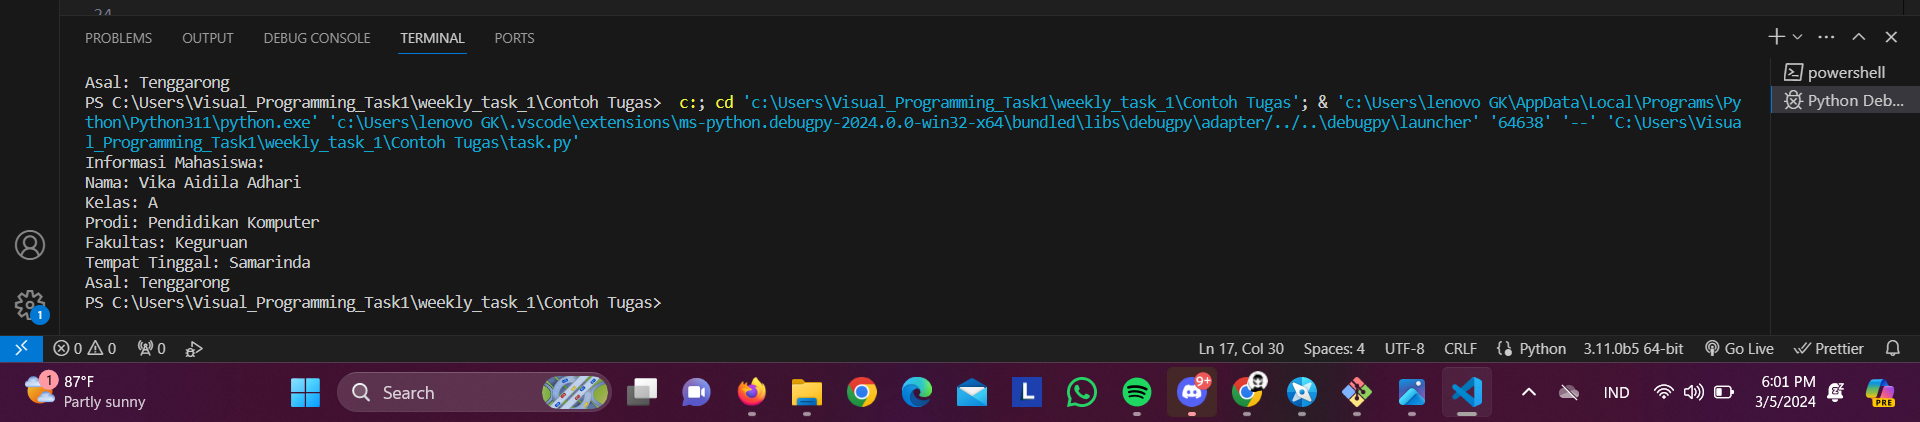 24
PROBLEMS OUTPUT DEBUG CONSOLE TERMINAL PORTS
Asal: Tenggarong
PS C:\Users\Visual_Programming_Task1\weekly_task_1\Contoh Tugas>  c:; cd 'c:\Users\Visual_Programming_Task1\weekly_task_1\Contoh Tugas'; & 'c:\Users\lenovo GK\AppData\Local\Programs\Py
thon\Python311\python.exe' 'c:\Users\lenovo GK\.vscode\extensions\ms-python.debugpy-2024.0.0-win32-x64\bundled\libs\debugpy\adapter/../..\debugpy\launcher' '64638' '--' 'C:\Users\Visua
l_Programming_Task1\weekly_task_1\Contoh Tugas\task.py'
Informasi Mahasiswa:
Nama: Vika Aidila Adhari
Kelas: A
Prodi: Pendidikan Komputer
Fakultas: Keguruan
Tempat Tinggal: Samarinda
Asal: Tenggarong
PS C:\Users\Visual_Programming_Task1\weekly_task_1\Contoh Tugas>
powershell
Python Deb...
1
0 0 0 Ln 17, Col 30 Spaces: 4 UTF-8 CRLF Python 3.11.0b5 64-bit Go Live Prettier
1 87°F
Partly sunny
Search
L
9+
IND
6:01 PM
3/5/2024
PRE